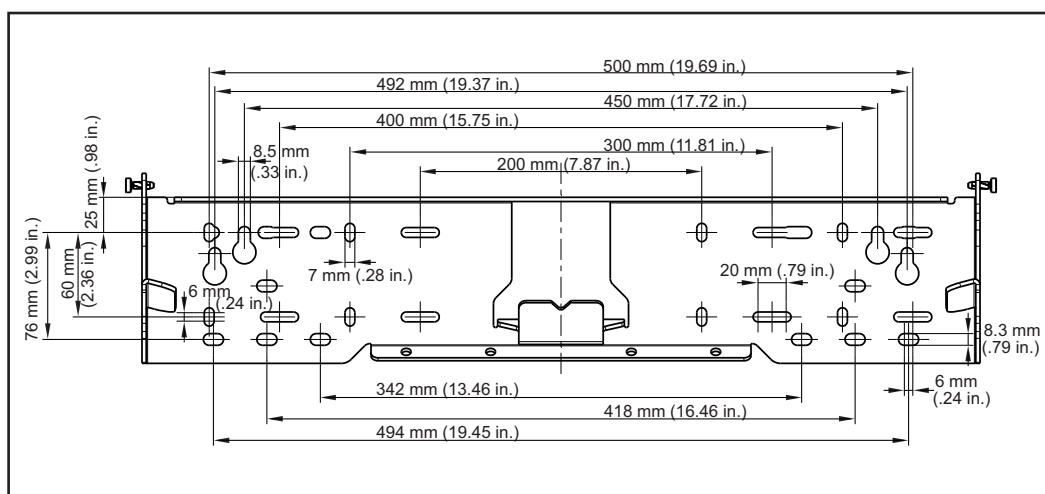 500 mm (19.69 in.)
492 mm (19.37 in.)
450 mm (17.72 in.)
400 mm (15.75 in.)
300 mm (11.81 in.)
200 mm (7.87 in.)
8.5 mm
(.33 in.)
25 mm (.98 in.)
76 mm (2.99 in.)
60 mm
(2.36 in.)
7 mm (.28 in.)
6 mm
(.24 in.)
20 mm (.79 in.)
8.3 mm
(.79 in.)
6 mm
(.24 in.)
342 mm (13.46 in.)
418 mm (16.46 in.)
494 mm (19.45 in.)